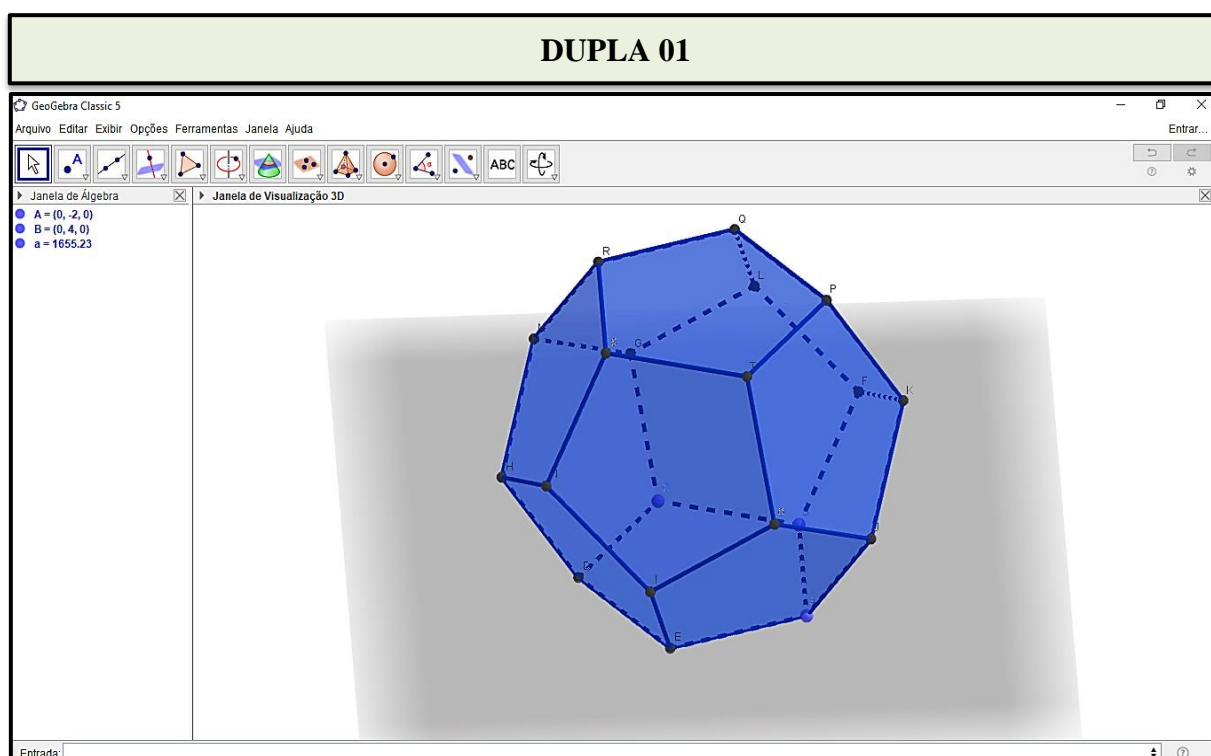 DUPLA 01
GeoGebra Classic 5
Arquivo Editar Exibir Opções Ferramentas Janela Ajuda
Entrar...
A
ABC
Janela de Álgebra
Janela de Visualização 3D
A = (0, -2, 0)
B = (0, 4, 0)
a = 1655.23
Q
R
L
P
G
T
F
K
H
J
D
E
Entrada: